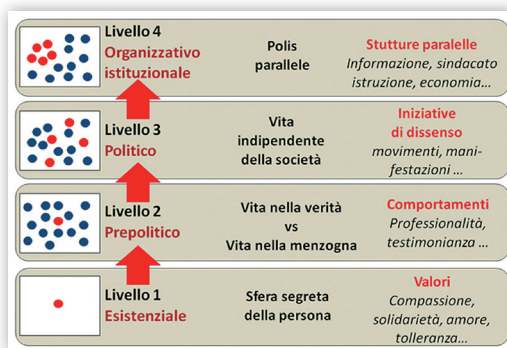 Livello 4
Organizzativo
istituzionale
Polis
parallele
Stutture parallele
Informazione, sindacato
istruzione, economia...
Livello 3
Politico
Vita
indipendente
della società
Iniziative
di dissenso
movimenti, mani-
festazioni ...
Livello 2
Prepolitico
Vita nella verità
vs
Vita nella menzogna
Comportamenti
Professionalità,
testimonianza ...
Livello 1
Esistenziale
Sfera segreta
della persona
Valori
Compassione,
solidarietà, amore,
tolleranza...